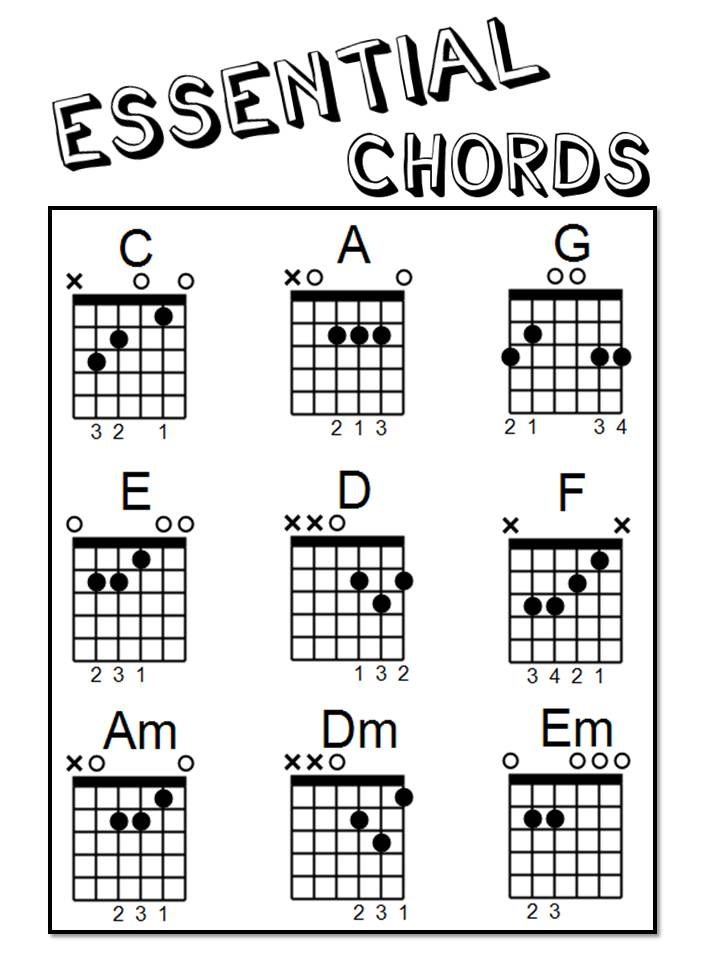 ESSENTIAL
CHORDS
C A G
× ○ ○ × ○ ○ ○ ○
3 2 1 2 1 3 2 1 3 4
E D F
○ ○ ○ × × ○ × ×
2 3 1 1 3 2 3 4 2 1
Am Dm Em
× ○ ○ × × ○ ○ ○ ○ ○
2 3 1 2 3 1 2 3